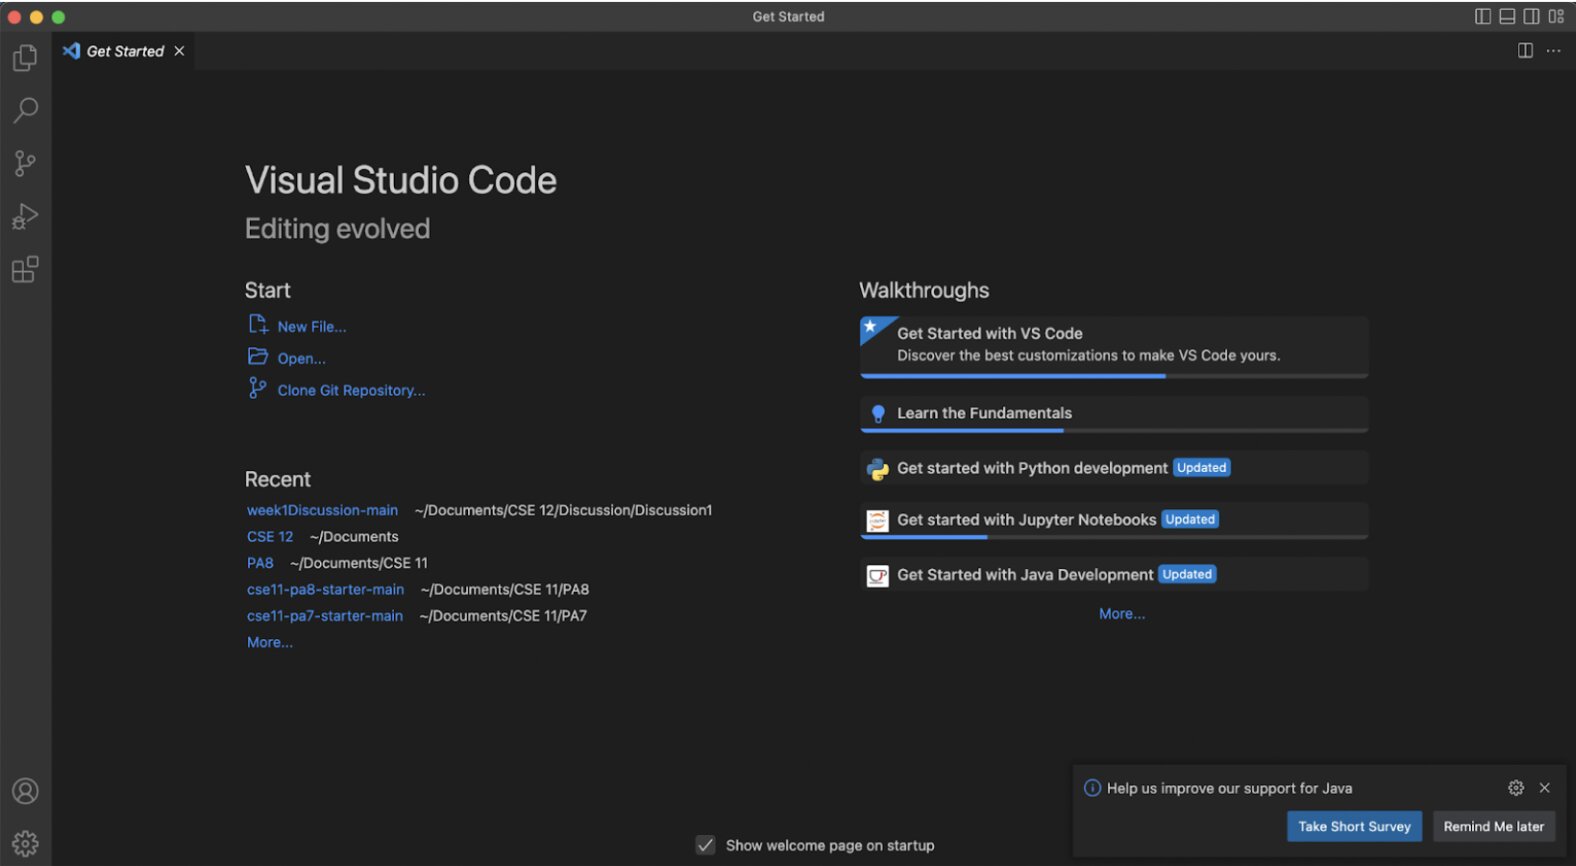 Get Started
Get Started
Visual Studio Code
Editing evolved
Start
New File...
Open...
Clone Git Repository...
Recent
week1Discussion-main ~/Documents/CSE 12/Discussion/Discussion1
CSE 12 ~/Documents
PA8 ~/Documents/CSE 11
cse11-pa8-starter-main ~/Documents/CSE 11/PA8
cse11-pa7-starter-main ~/Documents/CSE 11/PA7
More...
Walkthroughs
Get Started with VS Code
Discover the best customizations to make VS Code yours.
Learn the Fundamentals
Get started with Python development Updated
Get started with Jupyter Notebooks Updated
Get Started with Java Development Updated
More...
Help us improve our support for Java
Take Short Survey Remind Me later
Show welcome page on startup